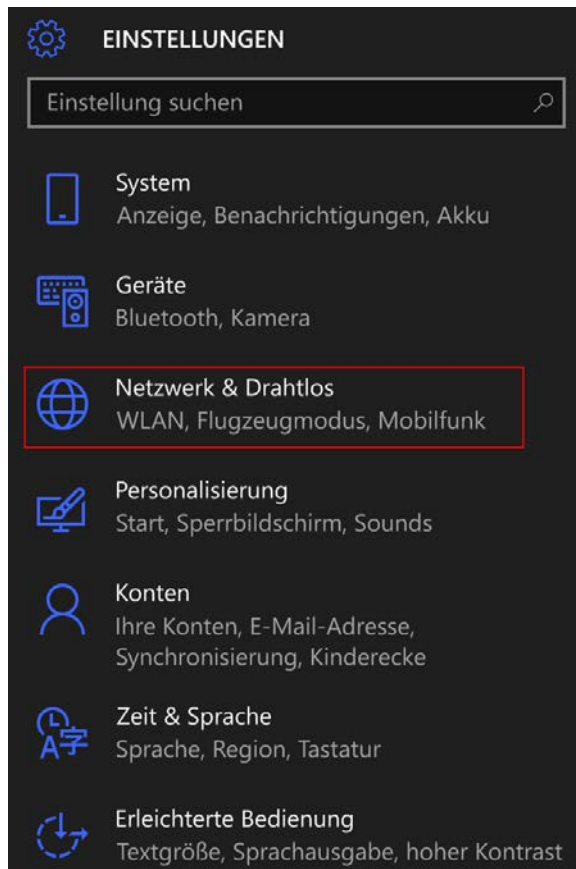 EINSTELLUNGEN
Einstellung suchen
System
Anzeige, Benachrichtigungen, Akku
Geräte
Bluetooth, Kamera
Netzwerk & Drahtlos
WLAN, Flugzeugmodus, Mobilfunk
Personalisierung
Start, Sperrbildschirm, Sounds
Konten
Ihre Konten, E-Mail-Adresse,
Synchronisierung, Kinderecke
Zeit & Sprache
Sprache, Region, Tastatur
Erleichterte Bedienung
Textgröße, Sprachausgabe, hoher Kontrast